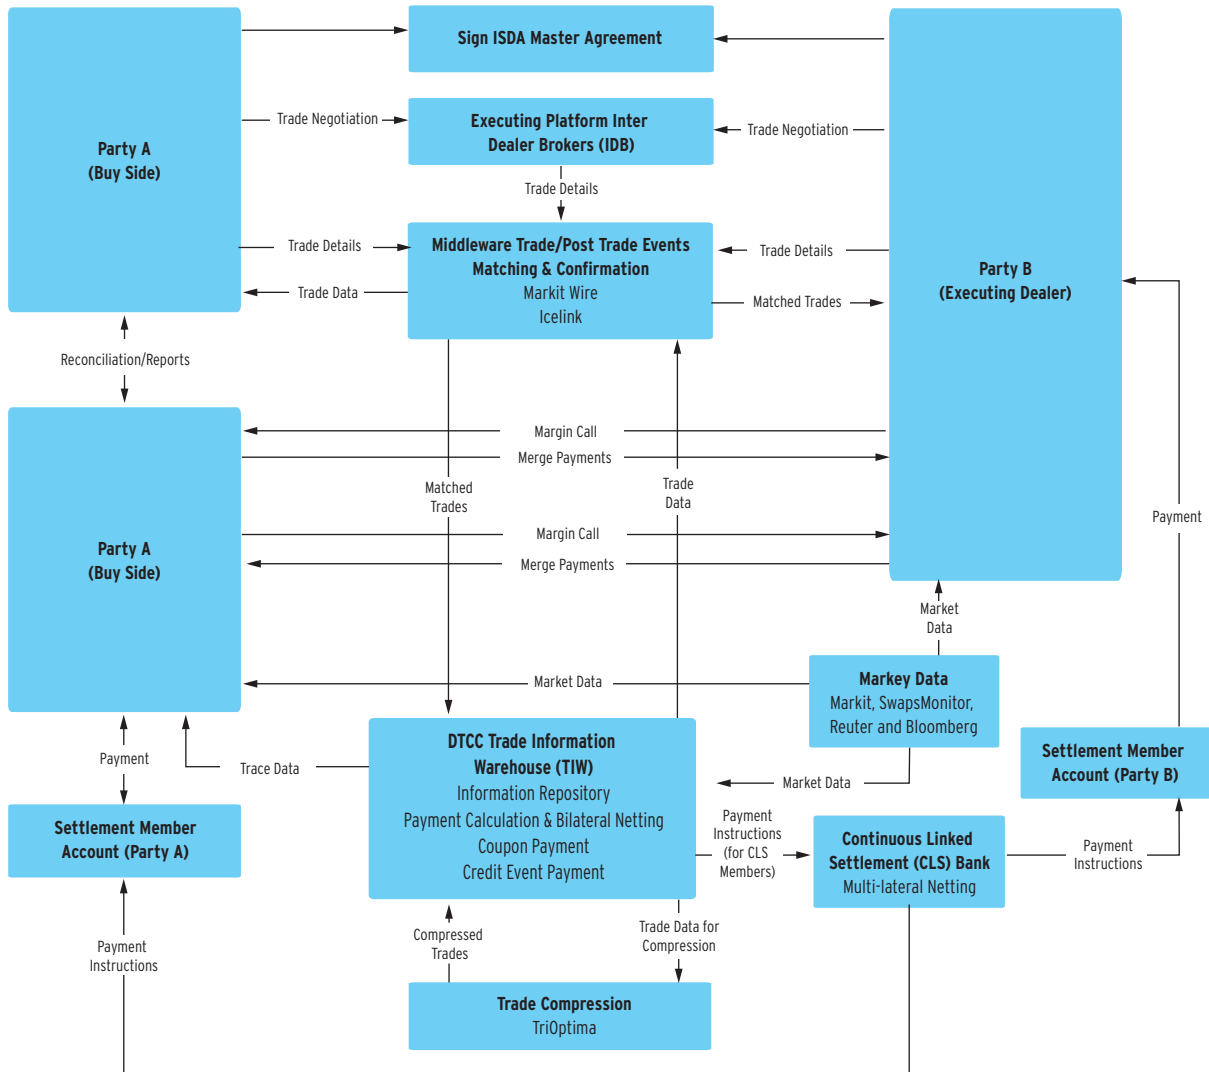 Sign ISDA Master Agreement
Party A
(Buy Side)
Trade Negotiation
Executing Platform Inter
Dealer Brokers (IDB)
Trade Negotiation
Trade Details
Trade Details
Middleware Trade/Post Trade Events
Matching & Confirmation
Markit Wire
Icelink
Trade Details
Trade Data
Matched Trades
Party B
(Executing Dealer)
Reconciliation/Reports
Margin Call
Merge Payments
Matched
Trades
Trade
Data
Margin Call
Merge Payments
Party A
(Buy Side)
Payment
Market
Data
Market Data
Markey Data
Markit, SwapsMonitor,
Reuter and Bloomberg
DTCC Trade Information
Warehouse (TIW)
Information Repository
Payment Calculation & Bilateral Netting
Coupon Payment
Credit Event Payment
Payment
Trace Data
Market Data
Settlement Member
Account (Party B)
Settlement Member
Account (Party A)
Payment
Instructions
(for CLS
Members)
Continuous Linked
Settlement (CLS) Bank
Multi-lateral Netting
Payment
Instructions
Compressed
Trades
Trade Data for
Compression
Payment
Instructions
Trade Compression
TriOptima